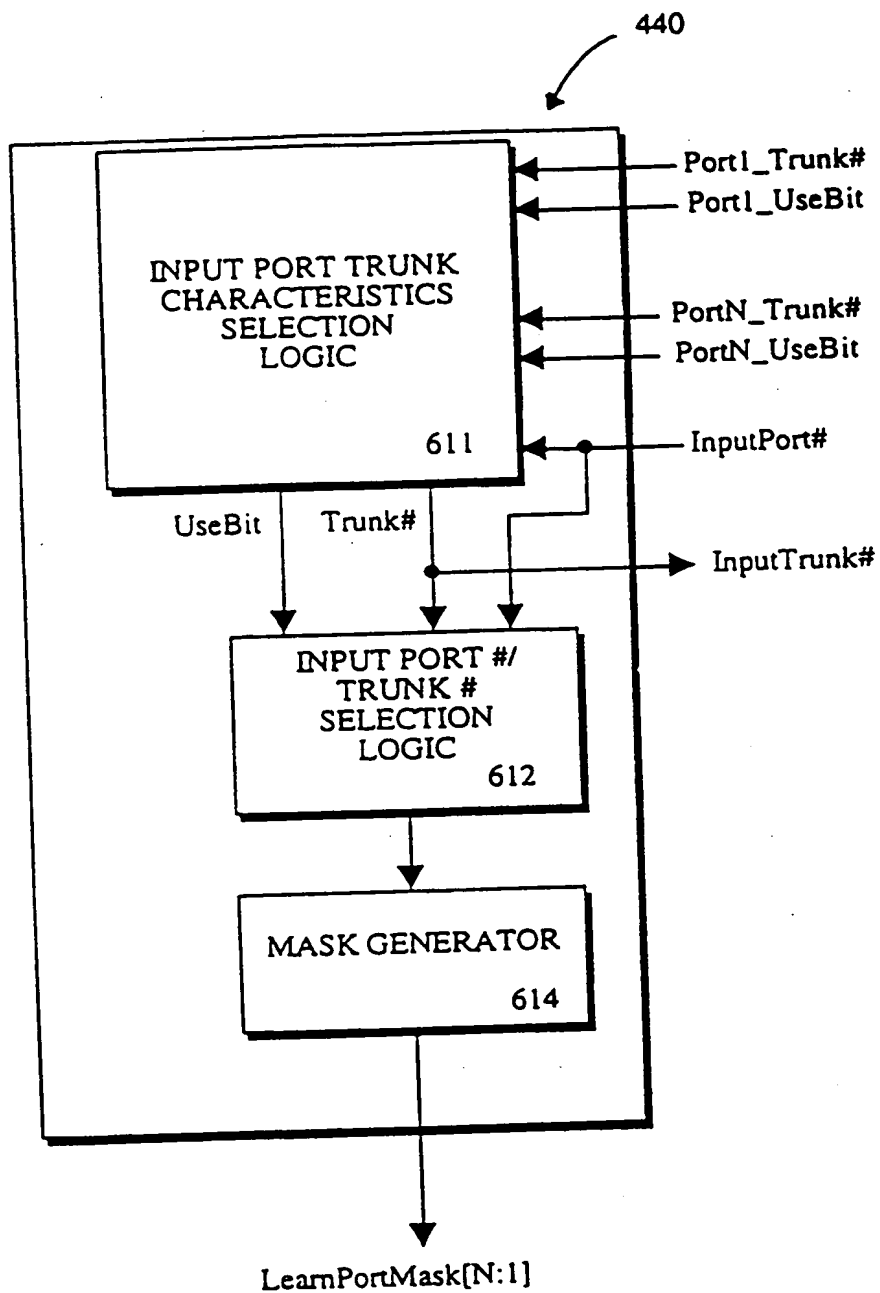 440
Port1_Trunk#
Port1_UseBit
INPUT PORT TRUNK
CHARACTERISTICS
SELECTION
LOGIC
PortN_Trunk#
PortN_UseBit
611
InputPort#
UseBit
Trunk#
InputTrunk#
INPUT PORT #/
TRUNK #
SELECTION
LOGIC
612
MASK GENERATOR
614
LearnPortMask[N:1]